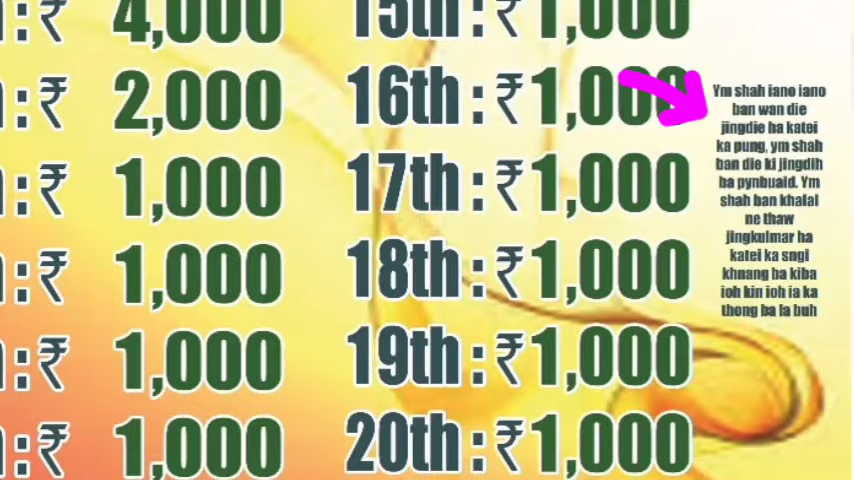 :₹ 4,000 15th:₹1,000
:₹ 2,000 16th:₹1,000
:₹ 1,000 17th:₹1,000
:₹ 1,000 18th:₹1,000
:₹ 1,000 19th:₹1,000
:₹ 1,000 20th:₹1,000
Ym shah iano iano
ban wan die
jingdie ha katei
ka pung, ym shah
ban die ki jingdih
ba pynbuaid. Ym
shah ban khalal
ne thaw
jingkulmar ha
katei ka sngi
khnang ba kiba
ioh kin ioh ia ka
thong ba la buh